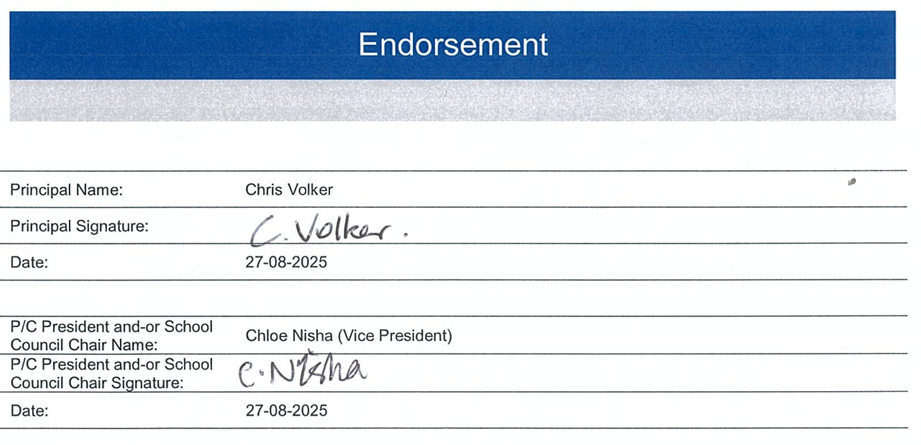 Endorsement
Principal Name: Chris Volker
Principal Signature: C. Volker.
Date: 27-08-2025
P/C President and-or School
Council Chair Name: Chloe Nisha (Vice President)
P/C President and-or School
Council Chair Signature: C. Nisha
Date: 27-08-2025